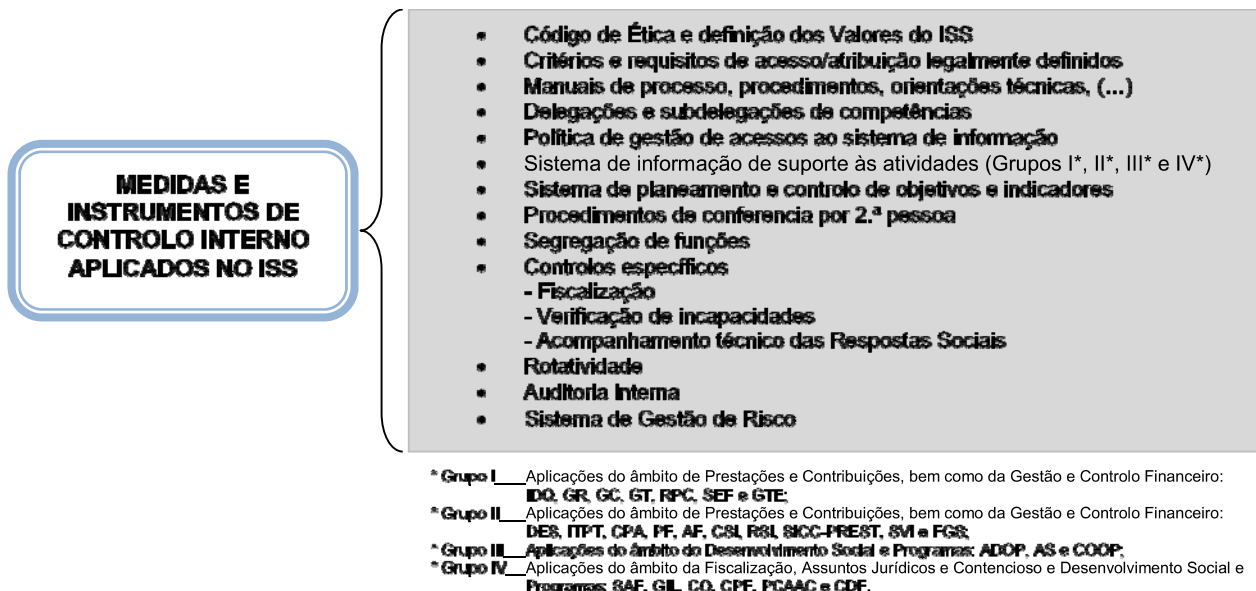 MEDIDAS E
INSTRUMENTOS DE
CONTROLO INTERNO
APLICADOS NO ISS
• Código de Ética e definição dos Valores do ISS
• Critérios e requisitos de acesso/atribuição legalmente definidos
• Manuais de processo, procedimentos, orientações técnicas, (...)
• Delegações e subdelegações de competências
• Política de gestão de acessos ao sistema de informação
• Sistema de informação de suporte às atividades (Grupos I*, II*, III* e IV*)
• Sistema de planeamento e controlo de objetivos e indicadores
• Procedimentos de conferencia por 2.ª pessoa
• Segregação de funções
• Controlos específicos
- Fiscalização
- Verificação de incapacidades
- Acompanhamento técnico das Respostas Sociais
• Rotatividade
• Auditoria Interna
• Sistema de Gestão de Risco
* Grupo I___Aplicações do âmbito de Prestações e Contribuições, bem como da Gestão e Controlo Financeiro:
IDQ, GR, GC, GT, RPC, SEF e GTE;
* Grupo II___Aplicações do âmbito de Prestações e Contribuições, bem como da Gestão e Controlo Financeiro:
DES, ITPT, CPA, PF, AF, CSI, RSI, SICC-PREST, SVI e FGS;
* Grupo III__Aplicações do âmbito do Desenvolvimento Social e Programas: ADOP, AS e COOP;
* Grupo IV__Aplicações do âmbito da Fiscalização, Assuntos Jurídicos e Contencioso e Desenvolvimento Social e
Programas: SAF, GIL, CO, CPF, PCAAC e CDF.